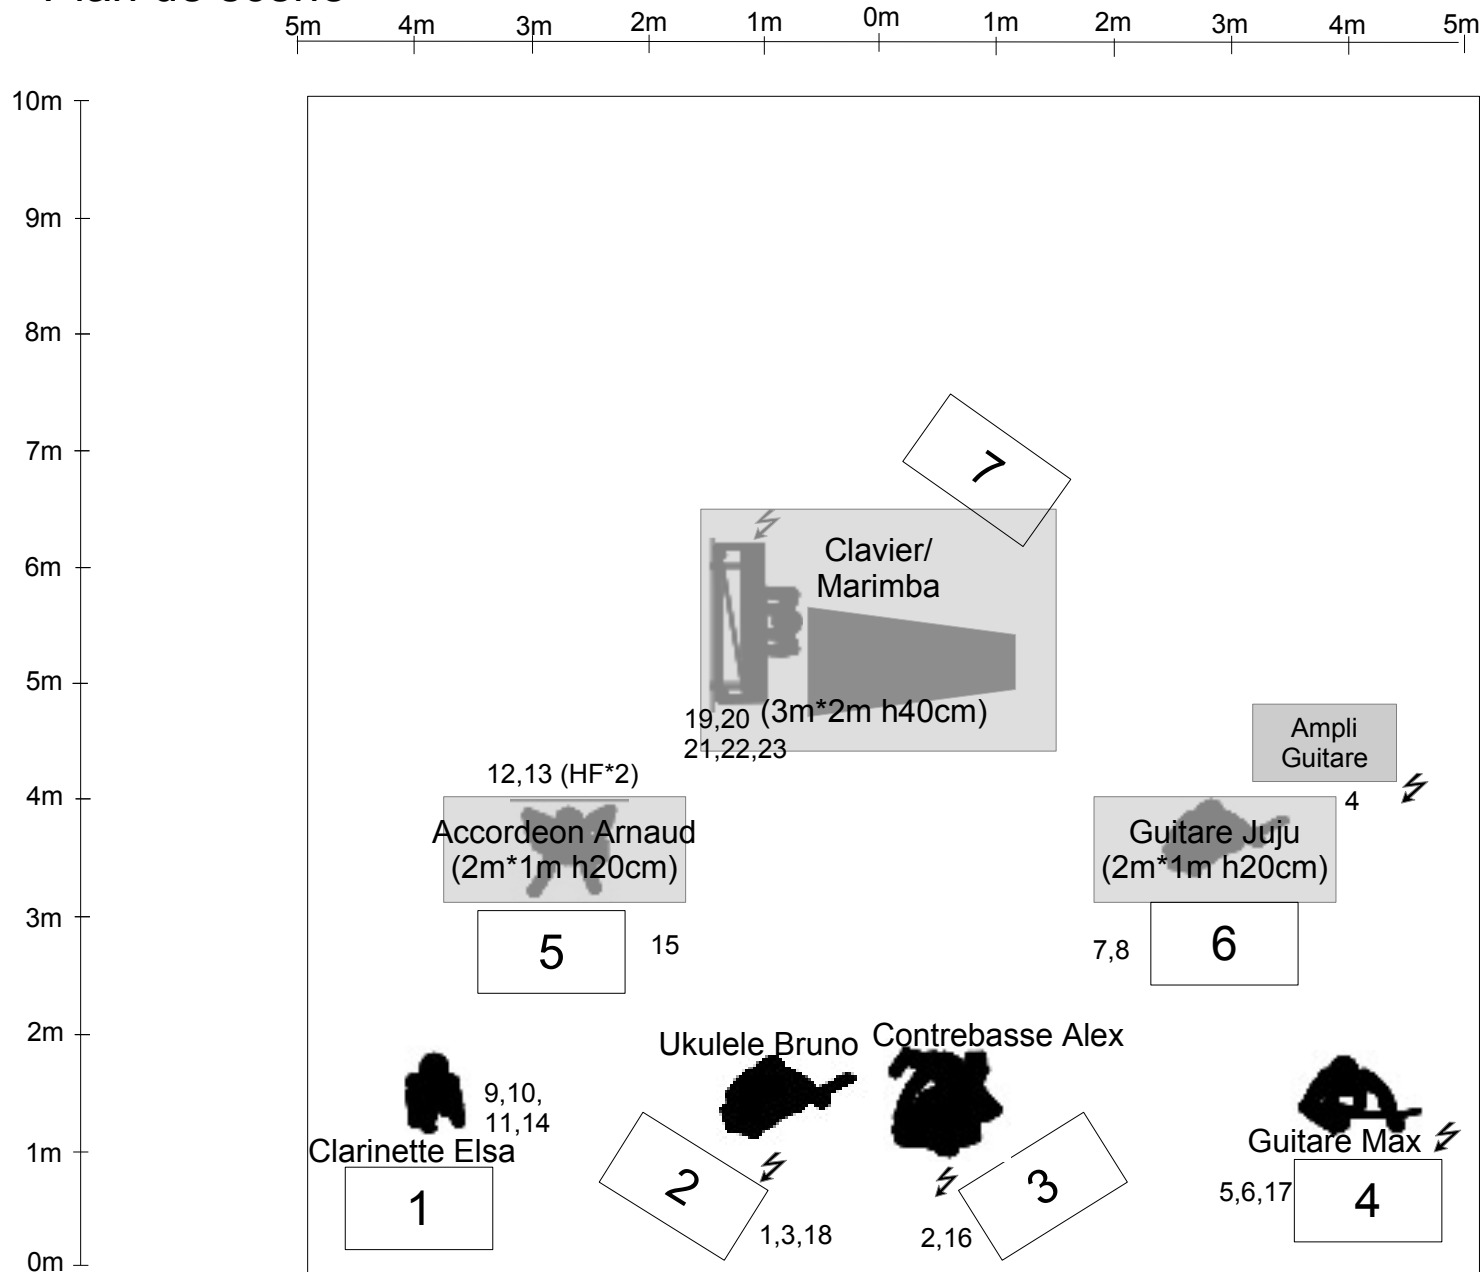 Plan de scène
5m 4m 3m 2m 1m 0m 1m 2m 3m 4m 5m
10m
9m
8m
7m
7
Clavier/
Marimba
6m
5m
19,20 (3m*2m h40cm)
21,22,23
Ampli
Guitare
12,13 (HF*2)
4m
4
Accordeon Arnaud
(2m*1m h20cm)
Guitare Juju
(2m*1m h20cm)
3m
5
15
7,8
6
2m
Ukulele Bruno
Contrebasse Alex
9,10,
11,14
Clarinette Elsa
Guitare Max
1m
1
2
3
4
1,3,18
2,16
5,6,17
0m